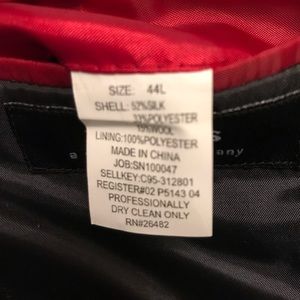 SIZE: 44L
SHELL: 52%SILK
33%POLYESTER
15%WOOL
LINING:100%POLYESTER
MADE IN CHINA
JOB:SN100047
SELLKEY:C95-312801
REGISTER#02 P5143 04
PROFESSIONALLY
DRY CLEAN ONLY
RN#26482